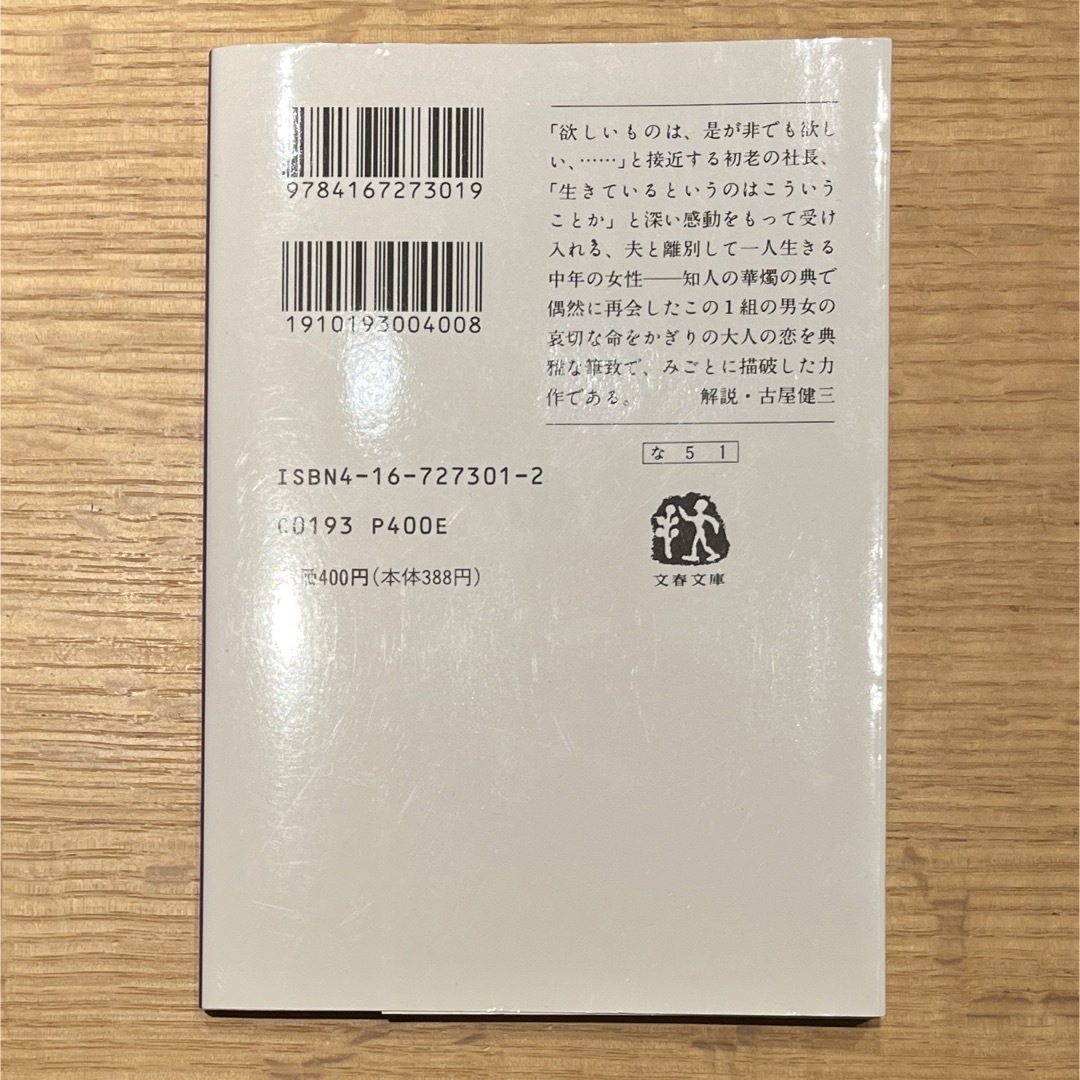 9784167273019
1910193004008
「欲しいものは、是が非でも欲し
い、……」と接近する初老の社長、
「生きているというのはこういう
ことか」と深い感動をもって受け
入れる、夫と離別して一人生きる
中年の女性――知人の華燭の典で
偶然に再会したこの1組の男女の
哀切な命をかぎりの大人の恋を典
雅な筆致で、みごとに描破した力
作である。 解説・古屋健三
な 5 1
文春文庫
ISBN4-16-727301-2
C0193 P400E
価400円(本体388円)